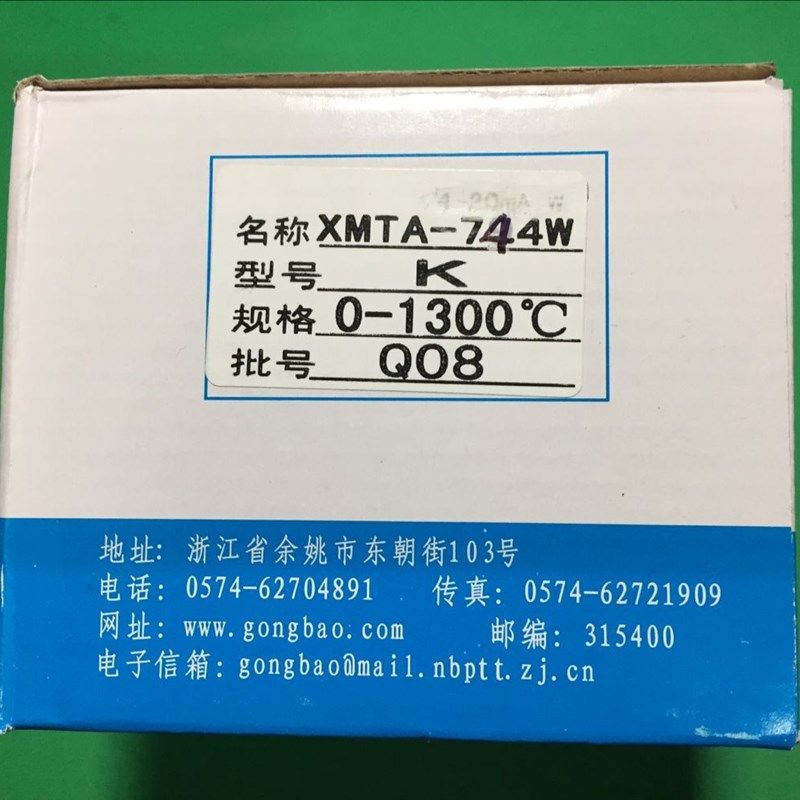 4-20mA W
名称 XMTA-744W
型号 K
规格 0-1300℃
批号 Q08
地址: 浙江省余姚市东朝街103号
电话: 0574-62704891 传真: 0574-62721909
网址: www.gongbao.com 邮编: 315400
电子信箱: gongbao@mail.nbptt.zj.cn